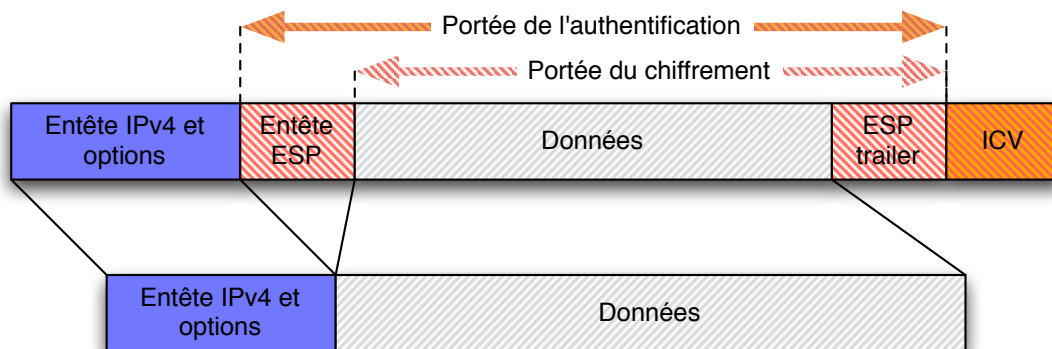 Portée de l'authentification
Portée du chiffrement
Entête IPv4 et
options
Entête
ESP
Données
ESP
trailer
ICV
Entête IPv4 et
options
Données